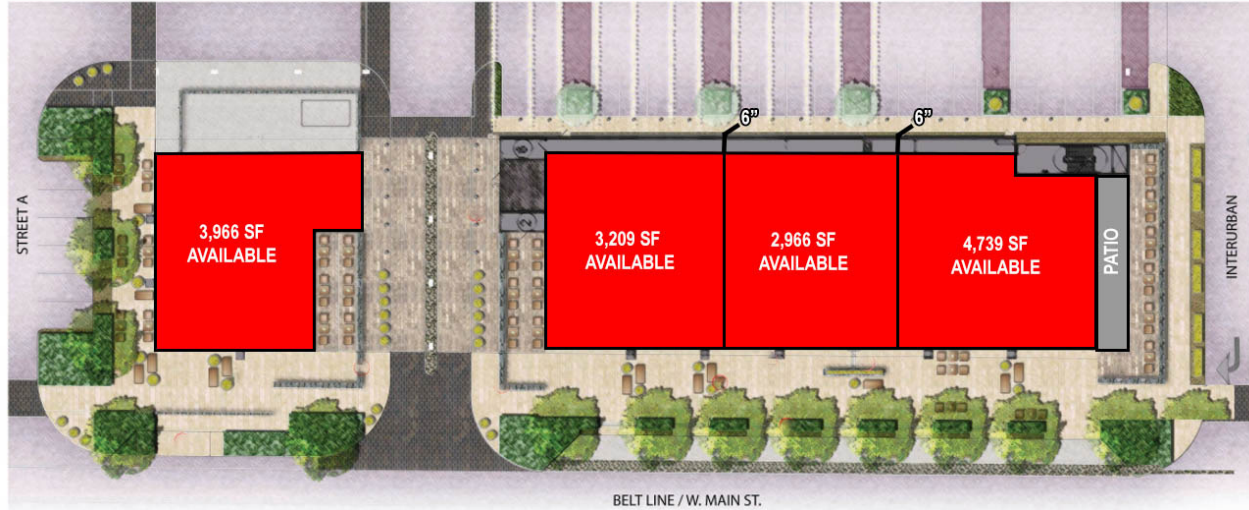 6”
6”
STREET A
3,966 SF
AVAILABLE
2
3,209 SF
AVAILABLE
2,966 SF
AVAILABLE
4,739 SF
AVAILABLE
PATIO
INTERURBAN
BELT LINE / W. MAIN ST.